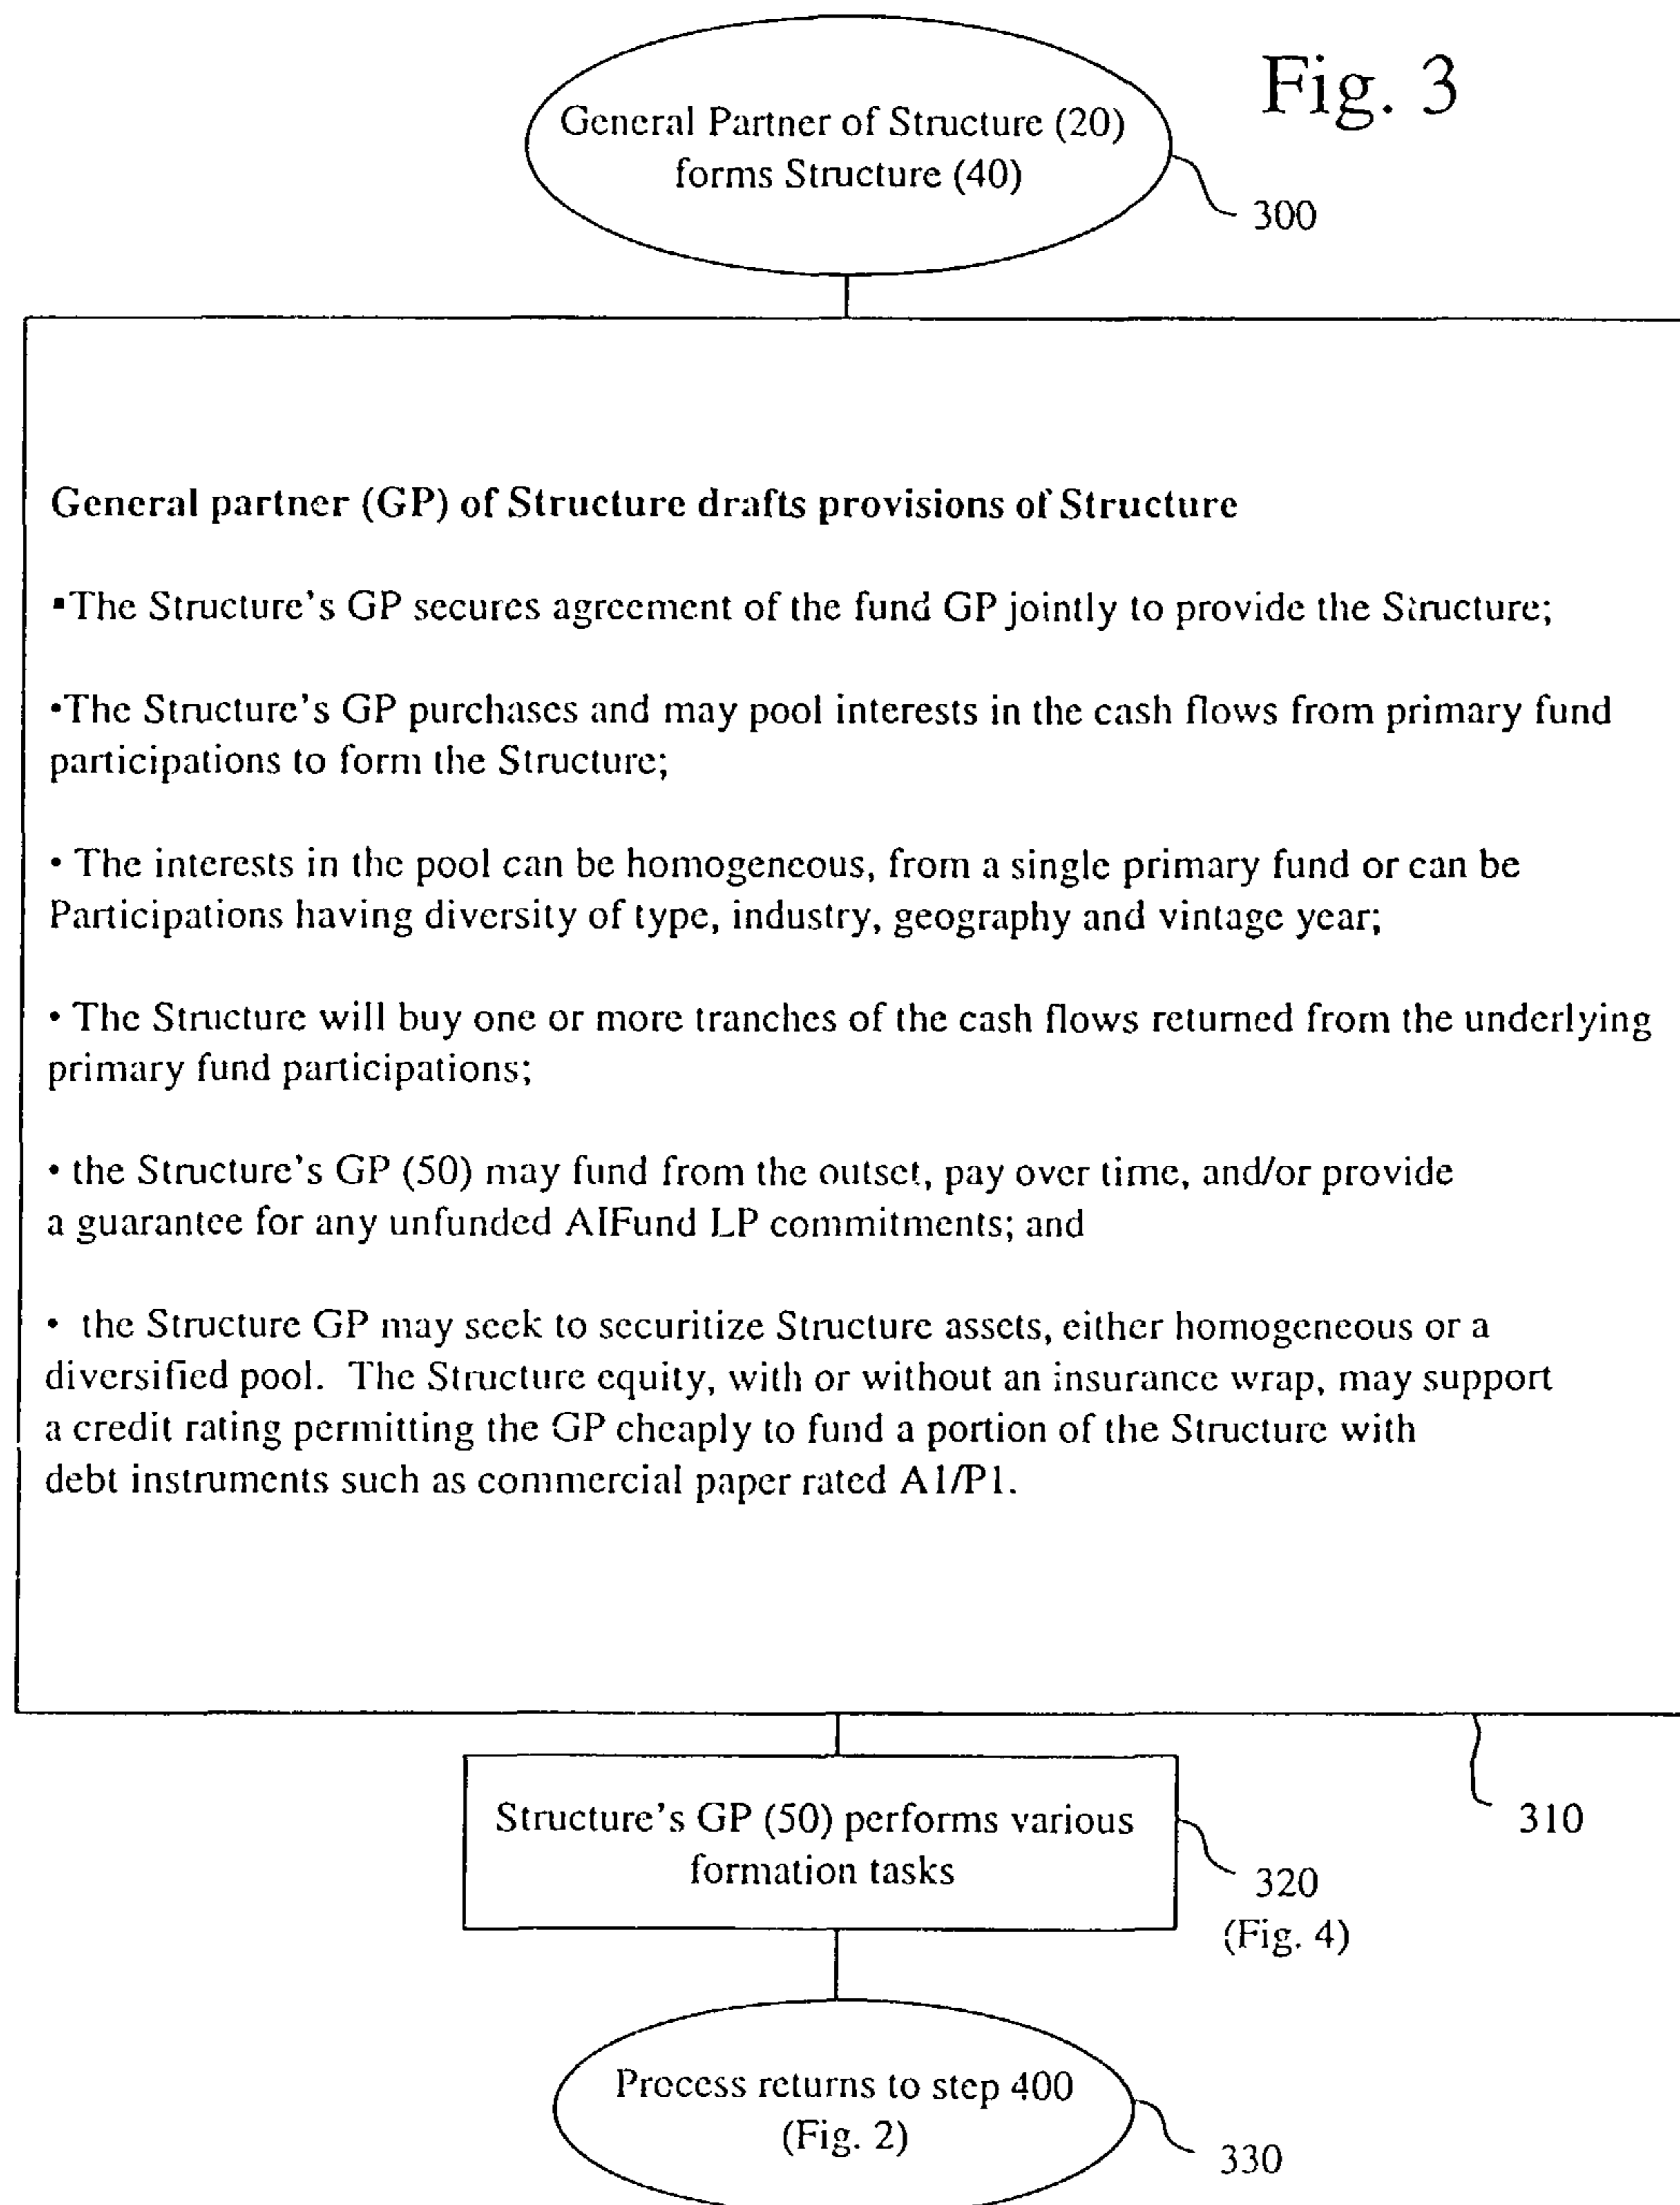 Fig. 3
General Partner of Structure (20)
forms Structure (40)
300
General partner (GP) of Structure drafts provisions of Structure
▪The Structure's GP secures agreement of the fund GP jointly to provide the Structure;
•The Structure's GP purchases and may pool interests in the cash flows from primary fund
participations to form the Structure;
• The interests in the pool can be homogeneous, from a single primary fund or can be
Participations having diversity of type, industry, geography and vintage year;
• The Structure will buy one or more tranches of the cash flows returned from the underlying
primary fund participations;
• the Structure's GP (50) may fund from the outset, pay over time, and/or provide
a guarantee for any unfunded AIFund LP commitments; and
• the Structure GP may seek to securitize Structure assets, either homogeneous or a
diversified pool. The Structure equity, with or without an insurance wrap, may support
a credit rating permitting the GP cheaply to fund a portion of the Structure with
debt instruments such as commercial paper rated A1/P1.
310
Structure's GP (50) performs various
formation tasks
320
(Fig. 4)
Process returns to step 400
(Fig. 2)
330